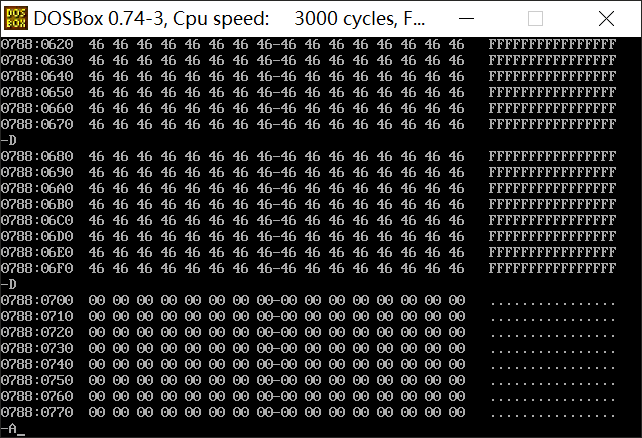 DOS BOX DOSBox 0.74-3, Cpu speed: 3000 cycles, F...
0788:0620 46 46 46 46 46 46 46 46-46 46 46 46 46 46 46 46 FFFFFFFFFFFFFFFF
0788:0630 46 46 46 46 46 46 46 46-46 46 46 46 46 46 46 46 FFFFFFFFFFFFFFFF
0788:0640 46 46 46 46 46 46 46 46-46 46 46 46 46 46 46 46 FFFFFFFFFFFFFFFF
0788:0650 46 46 46 46 46 46 46 46-46 46 46 46 46 46 46 46 FFFFFFFFFFFFFFFF
0788:0660 46 46 46 46 46 46 46 46-46 46 46 46 46 46 46 46 FFFFFFFFFFFFFFFF
0788:0670 46 46 46 46 46 46 46 46-46 46 46 46 46 46 46 46 FFFFFFFFFFFFFFFF
-D
0788:0680 46 46 46 46 46 46 46 46-46 46 46 46 46 46 46 46 FFFFFFFFFFFFFFFF
0788:0690 46 46 46 46 46 46 46 46-46 46 46 46 46 46 46 46 FFFFFFFFFFFFFFFF
0788:06A0 46 46 46 46 46 46 46 46-46 46 46 46 46 46 46 46 FFFFFFFFFFFFFFFF
0788:06B0 46 46 46 46 46 46 46 46-46 46 46 46 46 46 46 46 FFFFFFFFFFFFFFFF
0788:06C0 46 46 46 46 46 46 46 46-46 46 46 46 46 46 46 46 FFFFFFFFFFFFFFFF
0788:06D0 46 46 46 46 46 46 46 46-46 46 46 46 46 46 46 46 FFFFFFFFFFFFFFFF
0788:06E0 46 46 46 46 46 46 46 46-46 46 46 46 46 46 46 46 FFFFFFFFFFFFFFFF
0788:06F0 46 46 46 46 46 46 46 46-46 46 46 46 46 46 46 46 FFFFFFFFFFFFFFFF
-D
0788:0700 00 00 00 00 00 00 00 00-00 00 00 00 00 00 00 00 ................
0788:0710 00 00 00 00 00 00 00 00-00 00 00 00 00 00 00 00 ................
0788:0720 00 00 00 00 00 00 00 00-00 00 00 00 00 00 00 00 ................
0788:0730 00 00 00 00 00 00 00 00-00 00 00 00 00 00 00 00 ................
0788:0740 00 00 00 00 00 00 00 00-00 00 00 00 00 00 00 00 ................
0788:0750 00 00 00 00 00 00 00 00-00 00 00 00 00 00 00 00 ................
0788:0760 00 00 00 00 00 00 00 00-00 00 00 00 00 00 00 00 ................
0788:0770 00 00 00 00 00 00 00 00-00 00 00 00 00 00 00 00 ................
-A_